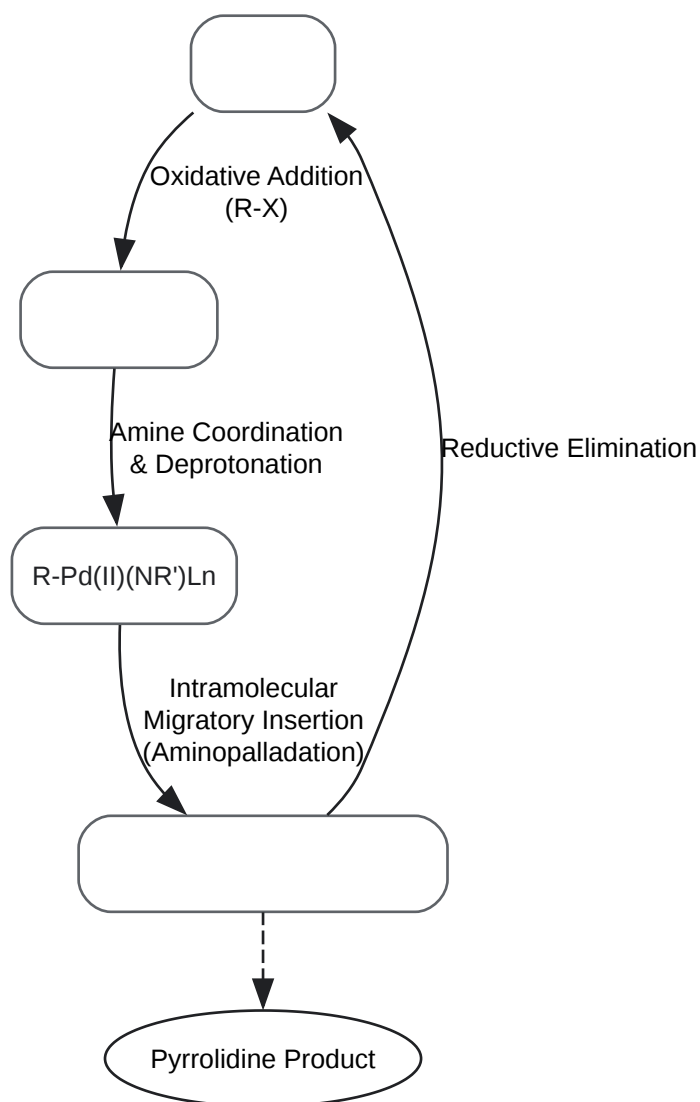 Oxidative Addition
(R-X)
Amine Coordination
& Deprotonation
Reductive Elimination
R-Pd(II)(NR')Ln
Intramolecular
Migratory Insertion
(Aminopalladation)
Pyrrolidine Product